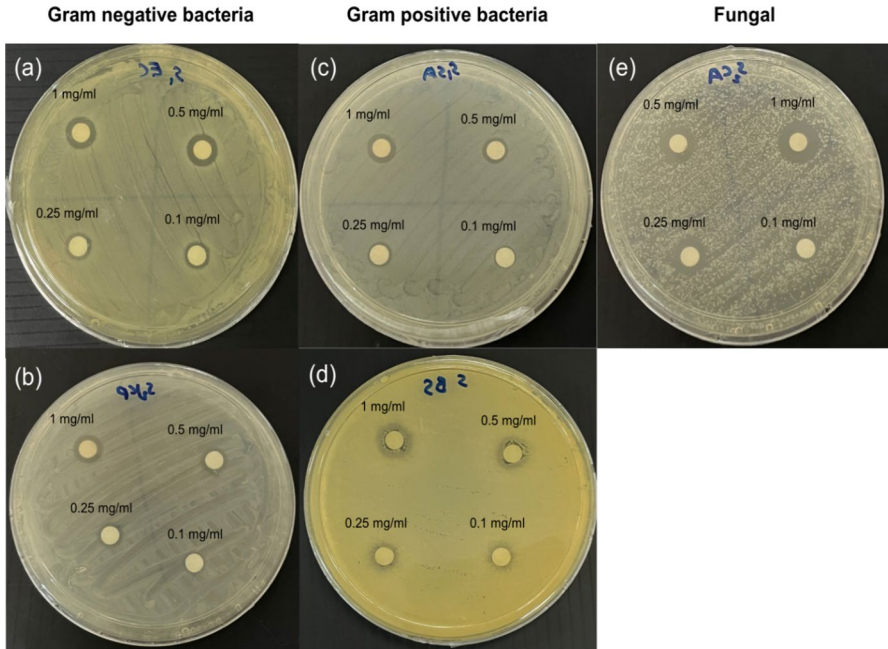 Gram negative bacteria
Gram positive bacteria
Fungal
(a)
EC
1 mg/ml
0.5 mg/ml
0.25 mg/ml
0.1 mg/ml
(c)
SA
1 mg/ml
0.5 mg/ml
0.25 mg/ml
0.1 mg/ml
(e)
CA
0.5 mg/ml
1 mg/ml
0.25 mg/ml
0.1 mg/ml
(b)
1 mg/ml
0.5 mg/ml
0.25 mg/ml
0.1 mg/ml
(d)
BS
1 mg/ml
0.5 mg/ml
0.25 mg/ml
0.1 mg/ml